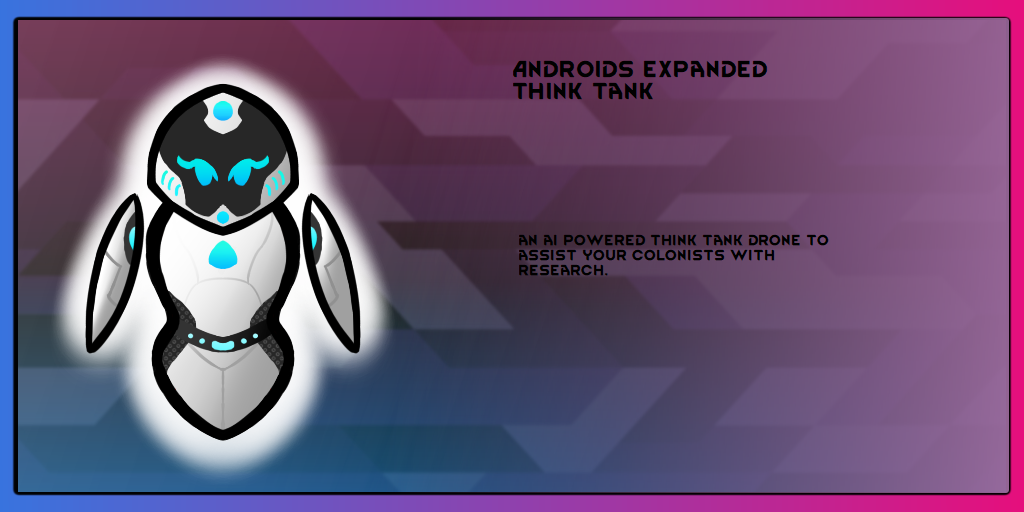 ANDROIDS EXPANDED
THINK TANK
AN AI POWERED THINK TANK DRONE TO
ASSIST YOUR COLONISTS WITH
RESEARCH.